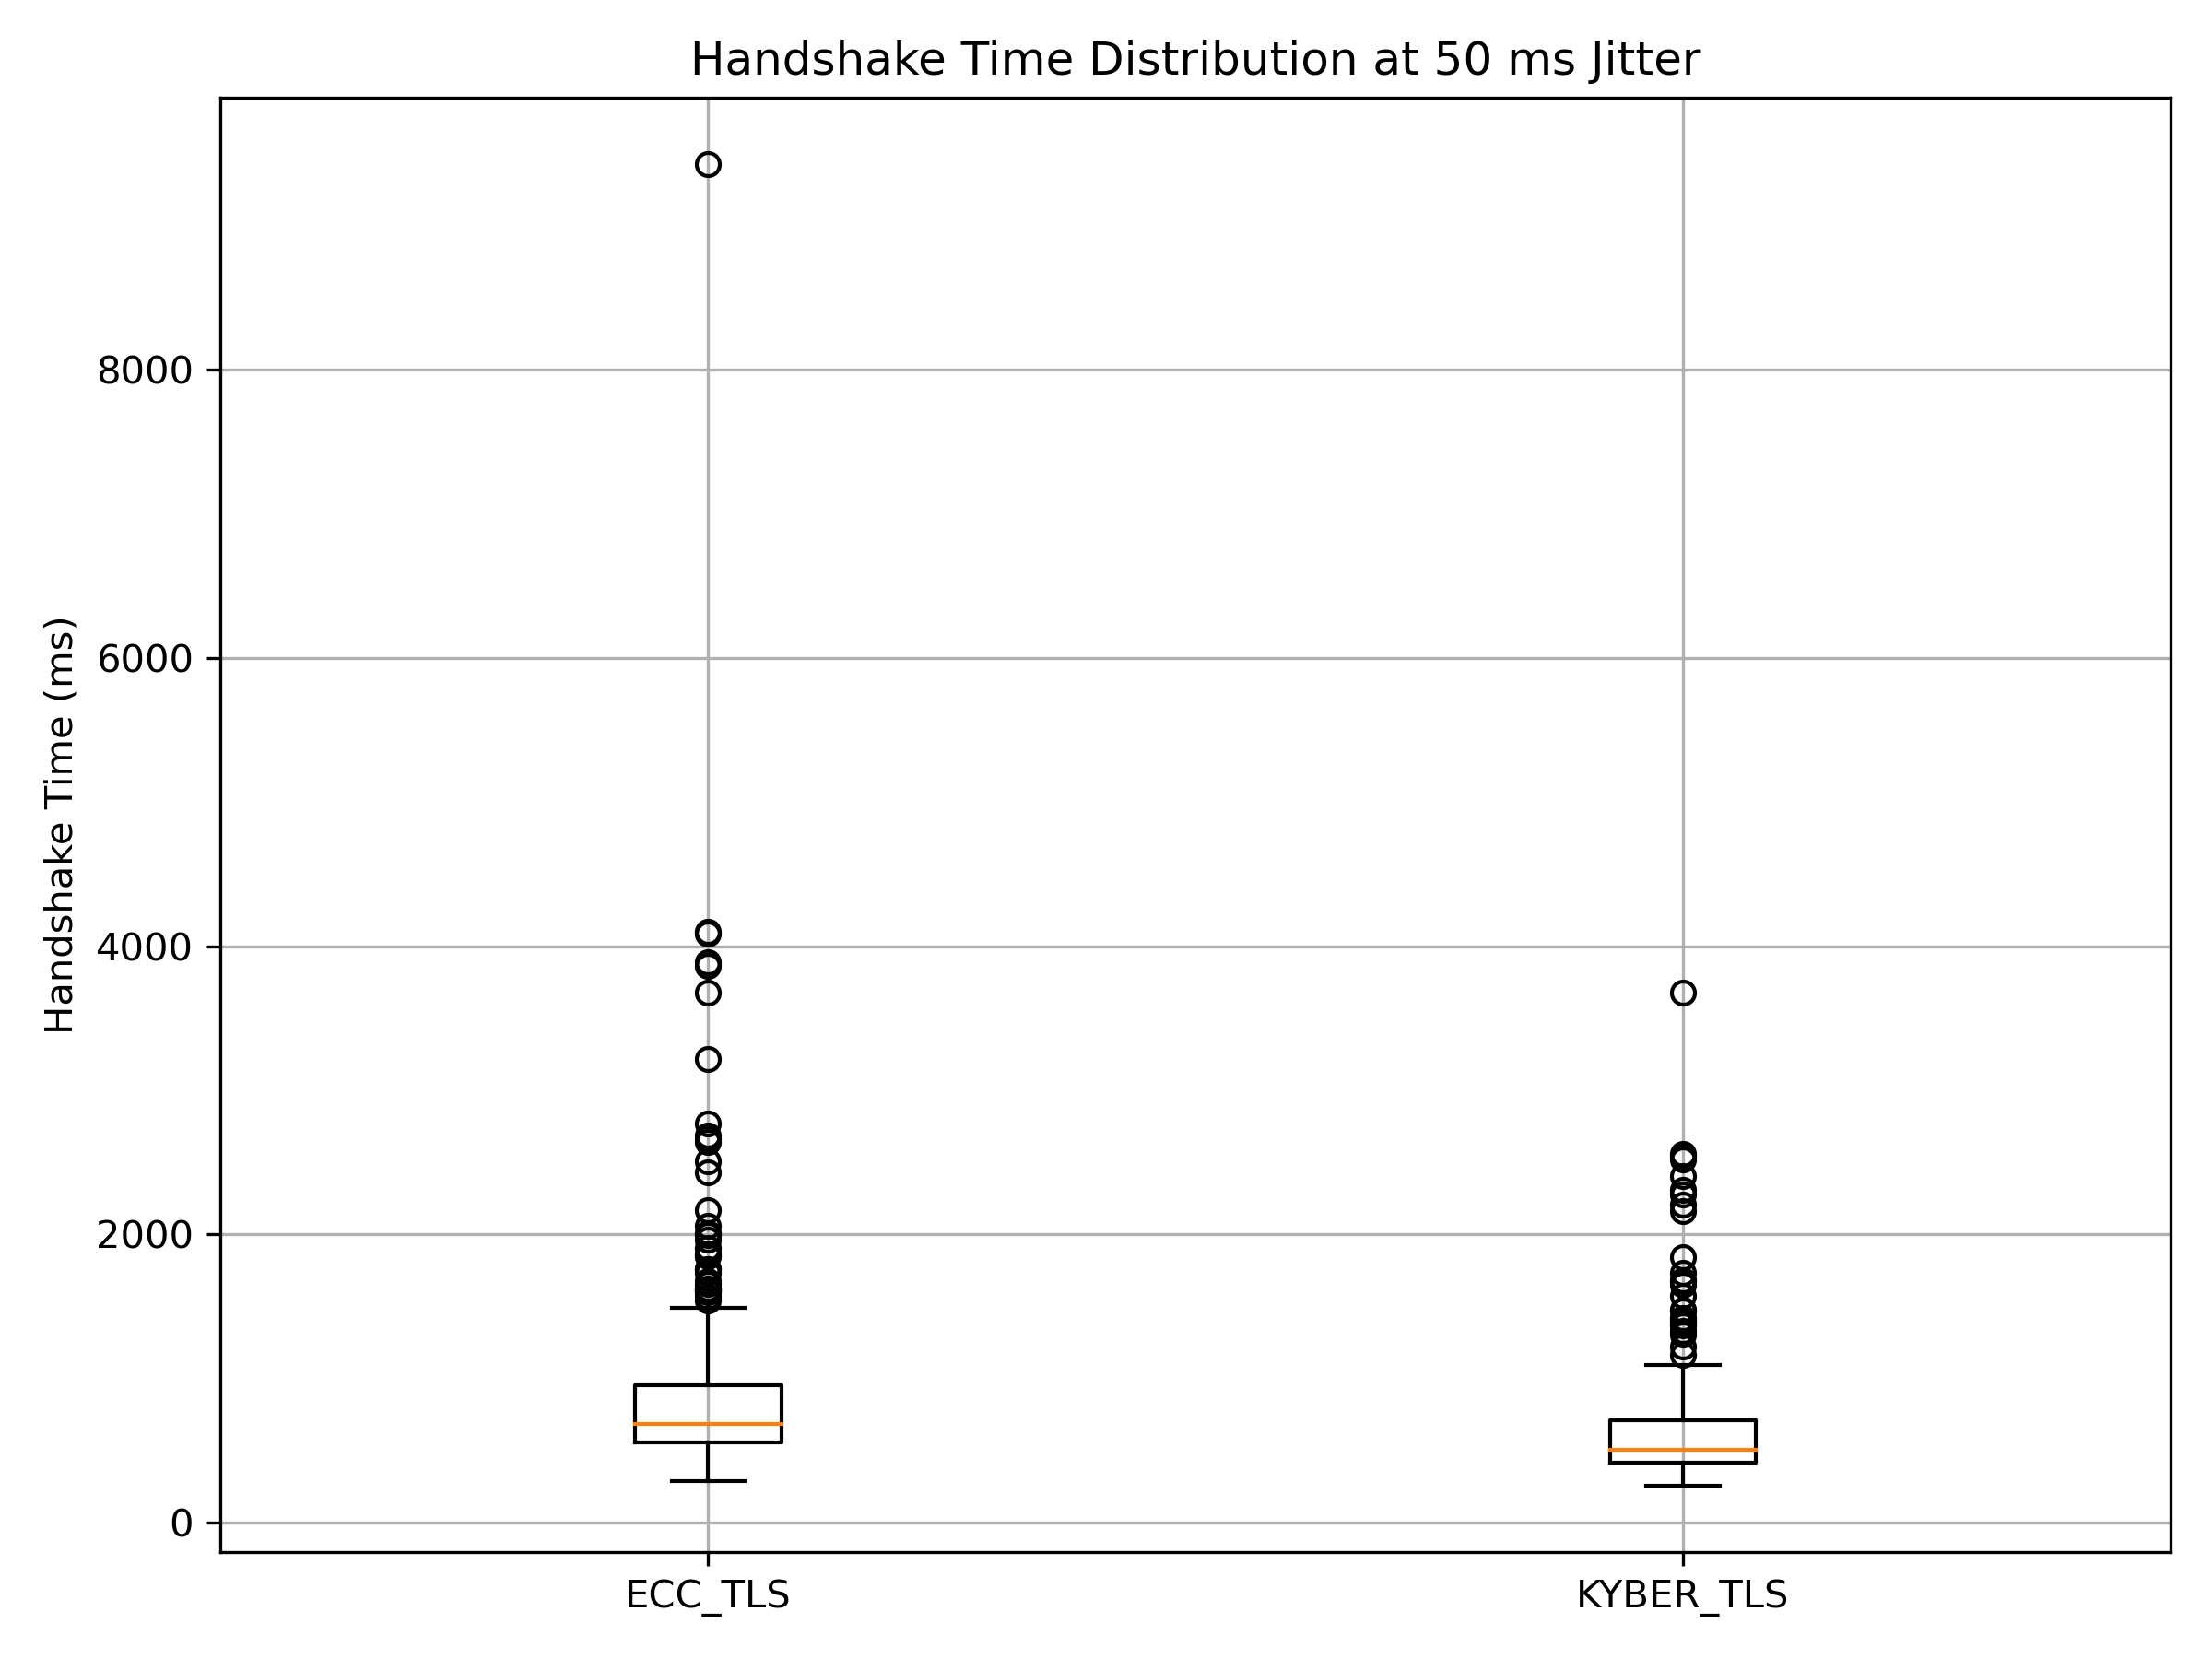 Handshake Time Distribution at 50 ms Jitter
Handshake Time (ms)
8000
6000
4000
2000
0
ECC_TLS
KYBER_TLS